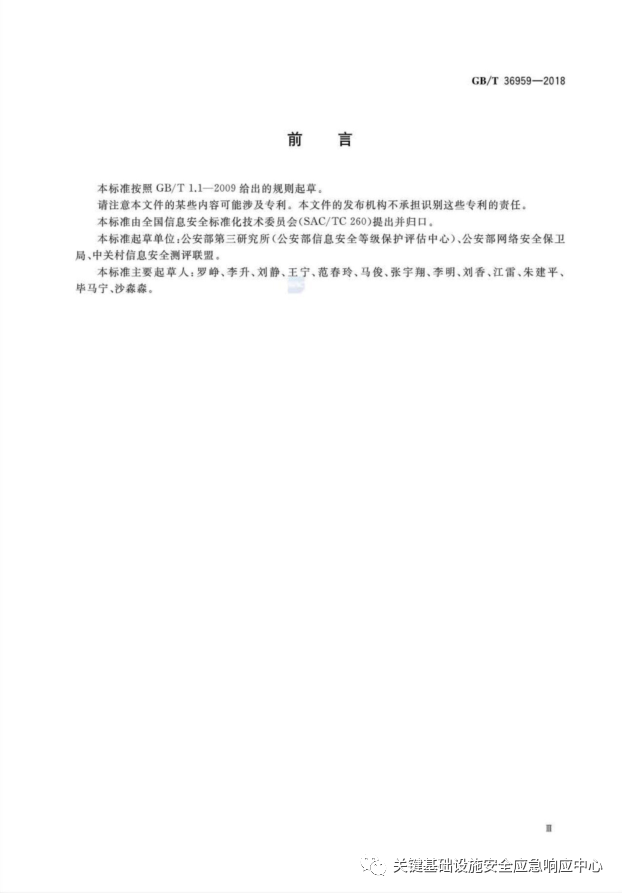 GB/T 36959—2018
前 言
本标准按照 GB/T 1.1—2009 给出的规则起草。
请注意本文件的某些内容可能涉及专利。本文件的发布机构不承担识别这些专利的责任。
本标准由全国信息安全标准化技术委员会(SAC/TC 260)提出并归口。
本标准起草单位:公安部第三研究所(公安部信息安全等级保护评估中心)、公安部网络安全保卫
局、中关村信息安全测评联盟。
本标准主要起草人:罗峥、李升、刘静、王宁、范春玲、马俊、张宇翔、李明、刘香、江雷、朱建平、
毕马宁、沙淼淼。
Ⅲ
关键基础设施安全应急响应中心